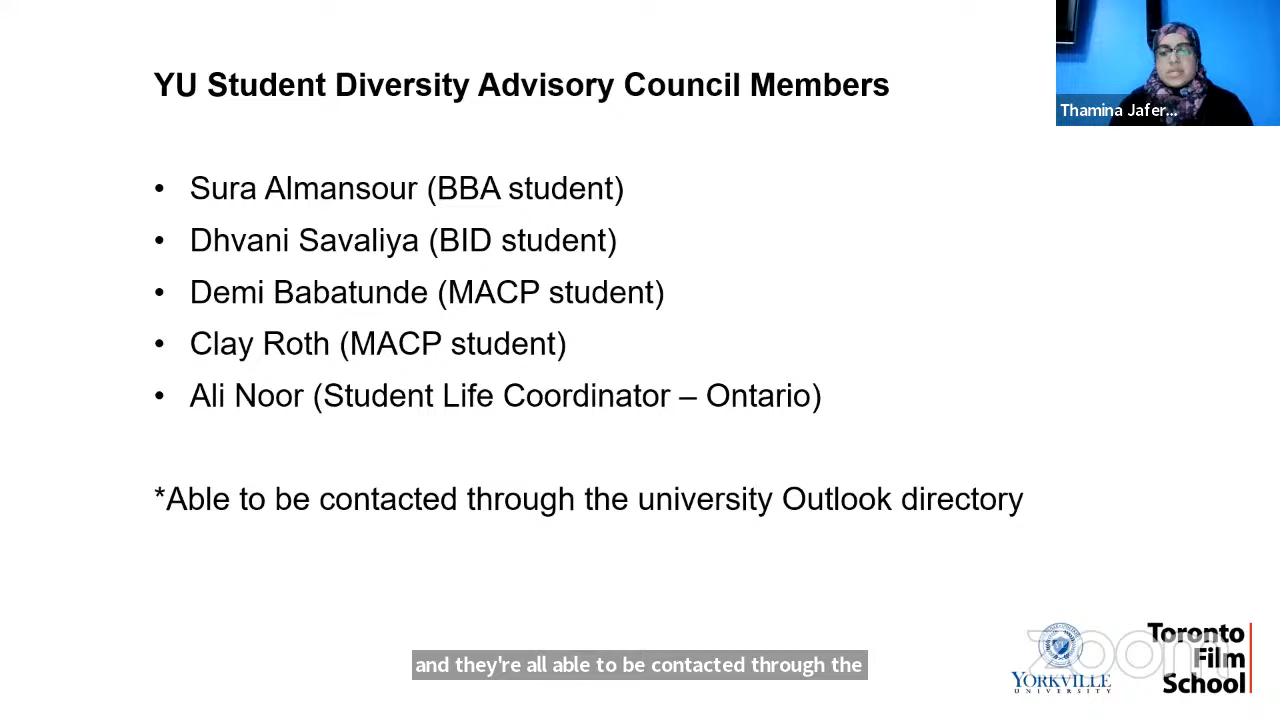 YU Student Diversity Advisory Council Members
Thamina Jafer...
• Sura Almansour (BBA student)
• Dhvani Savaliya (BID student)
• Demi Babatunde (MACP student)
• Clay Roth (MACP student)
• Ali Noor (Student Life Coordinator – Ontario)
*Able to be contacted through the university Outlook directory
and they're all able to be contacted through the
zoom
YORKVILLE
UNIVERSITY
Toronto
Film
School